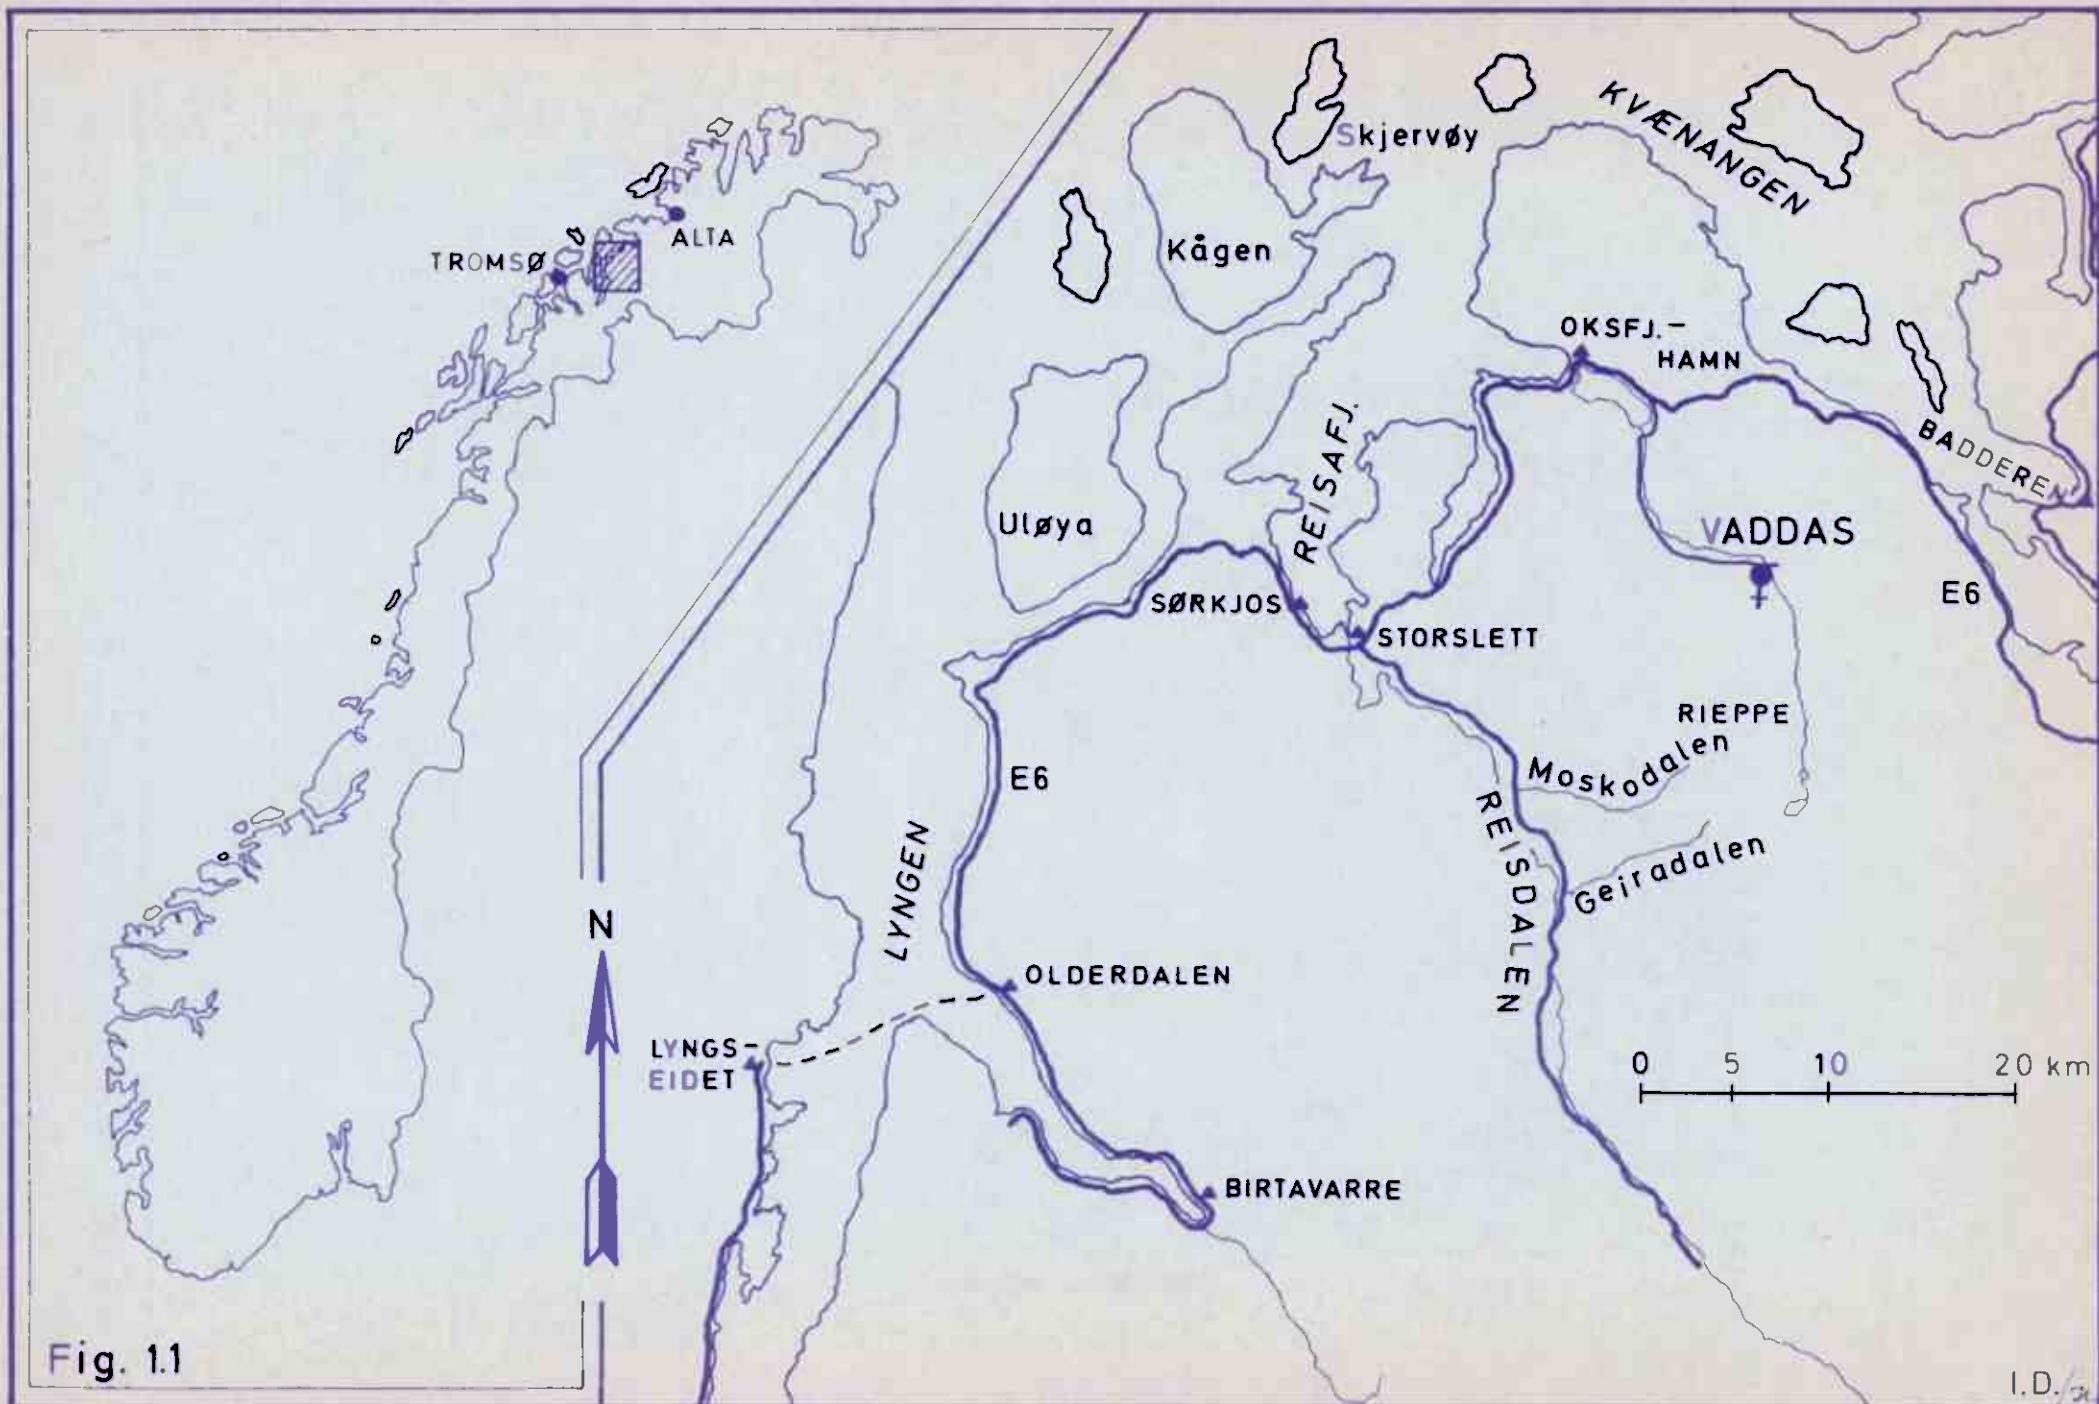 ALTA
TROMSØ
Skjervøy
KVÆNANGEN
Kågen
OKSFJ.-
HAMN
REISAFJ.
BADDERE
Uløya
VADDAS
SØRKJOS
STORSLETT
E6
RIEPPE
Moskodalen
E6
REISDALEN
Geiradalen
LYNGEN
N
OLDERDALEN
LYNGS-
EIDET
0 5 10 20 km
BIRTAVARRE
Fig. 1.1
I.D.